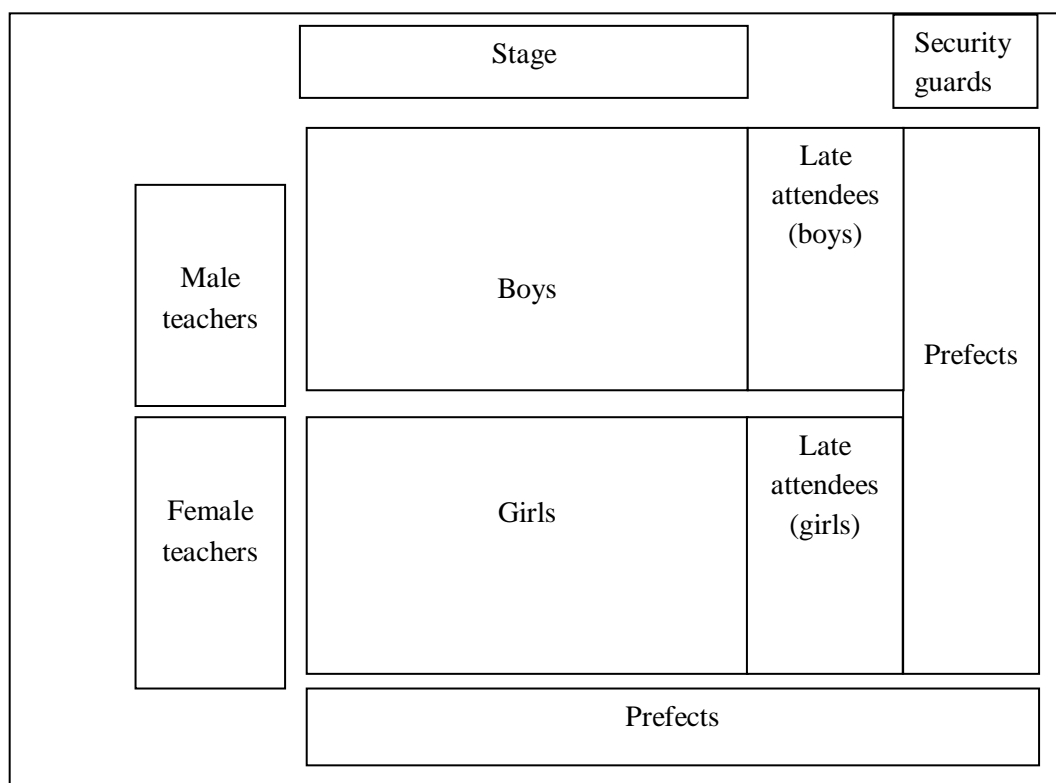 Stage
Security
guards
Late
attendees
(boys)
Male
teachers
Boys
Prefects
Late
attendees
(girls)
Female
teachers
Girls
Prefects